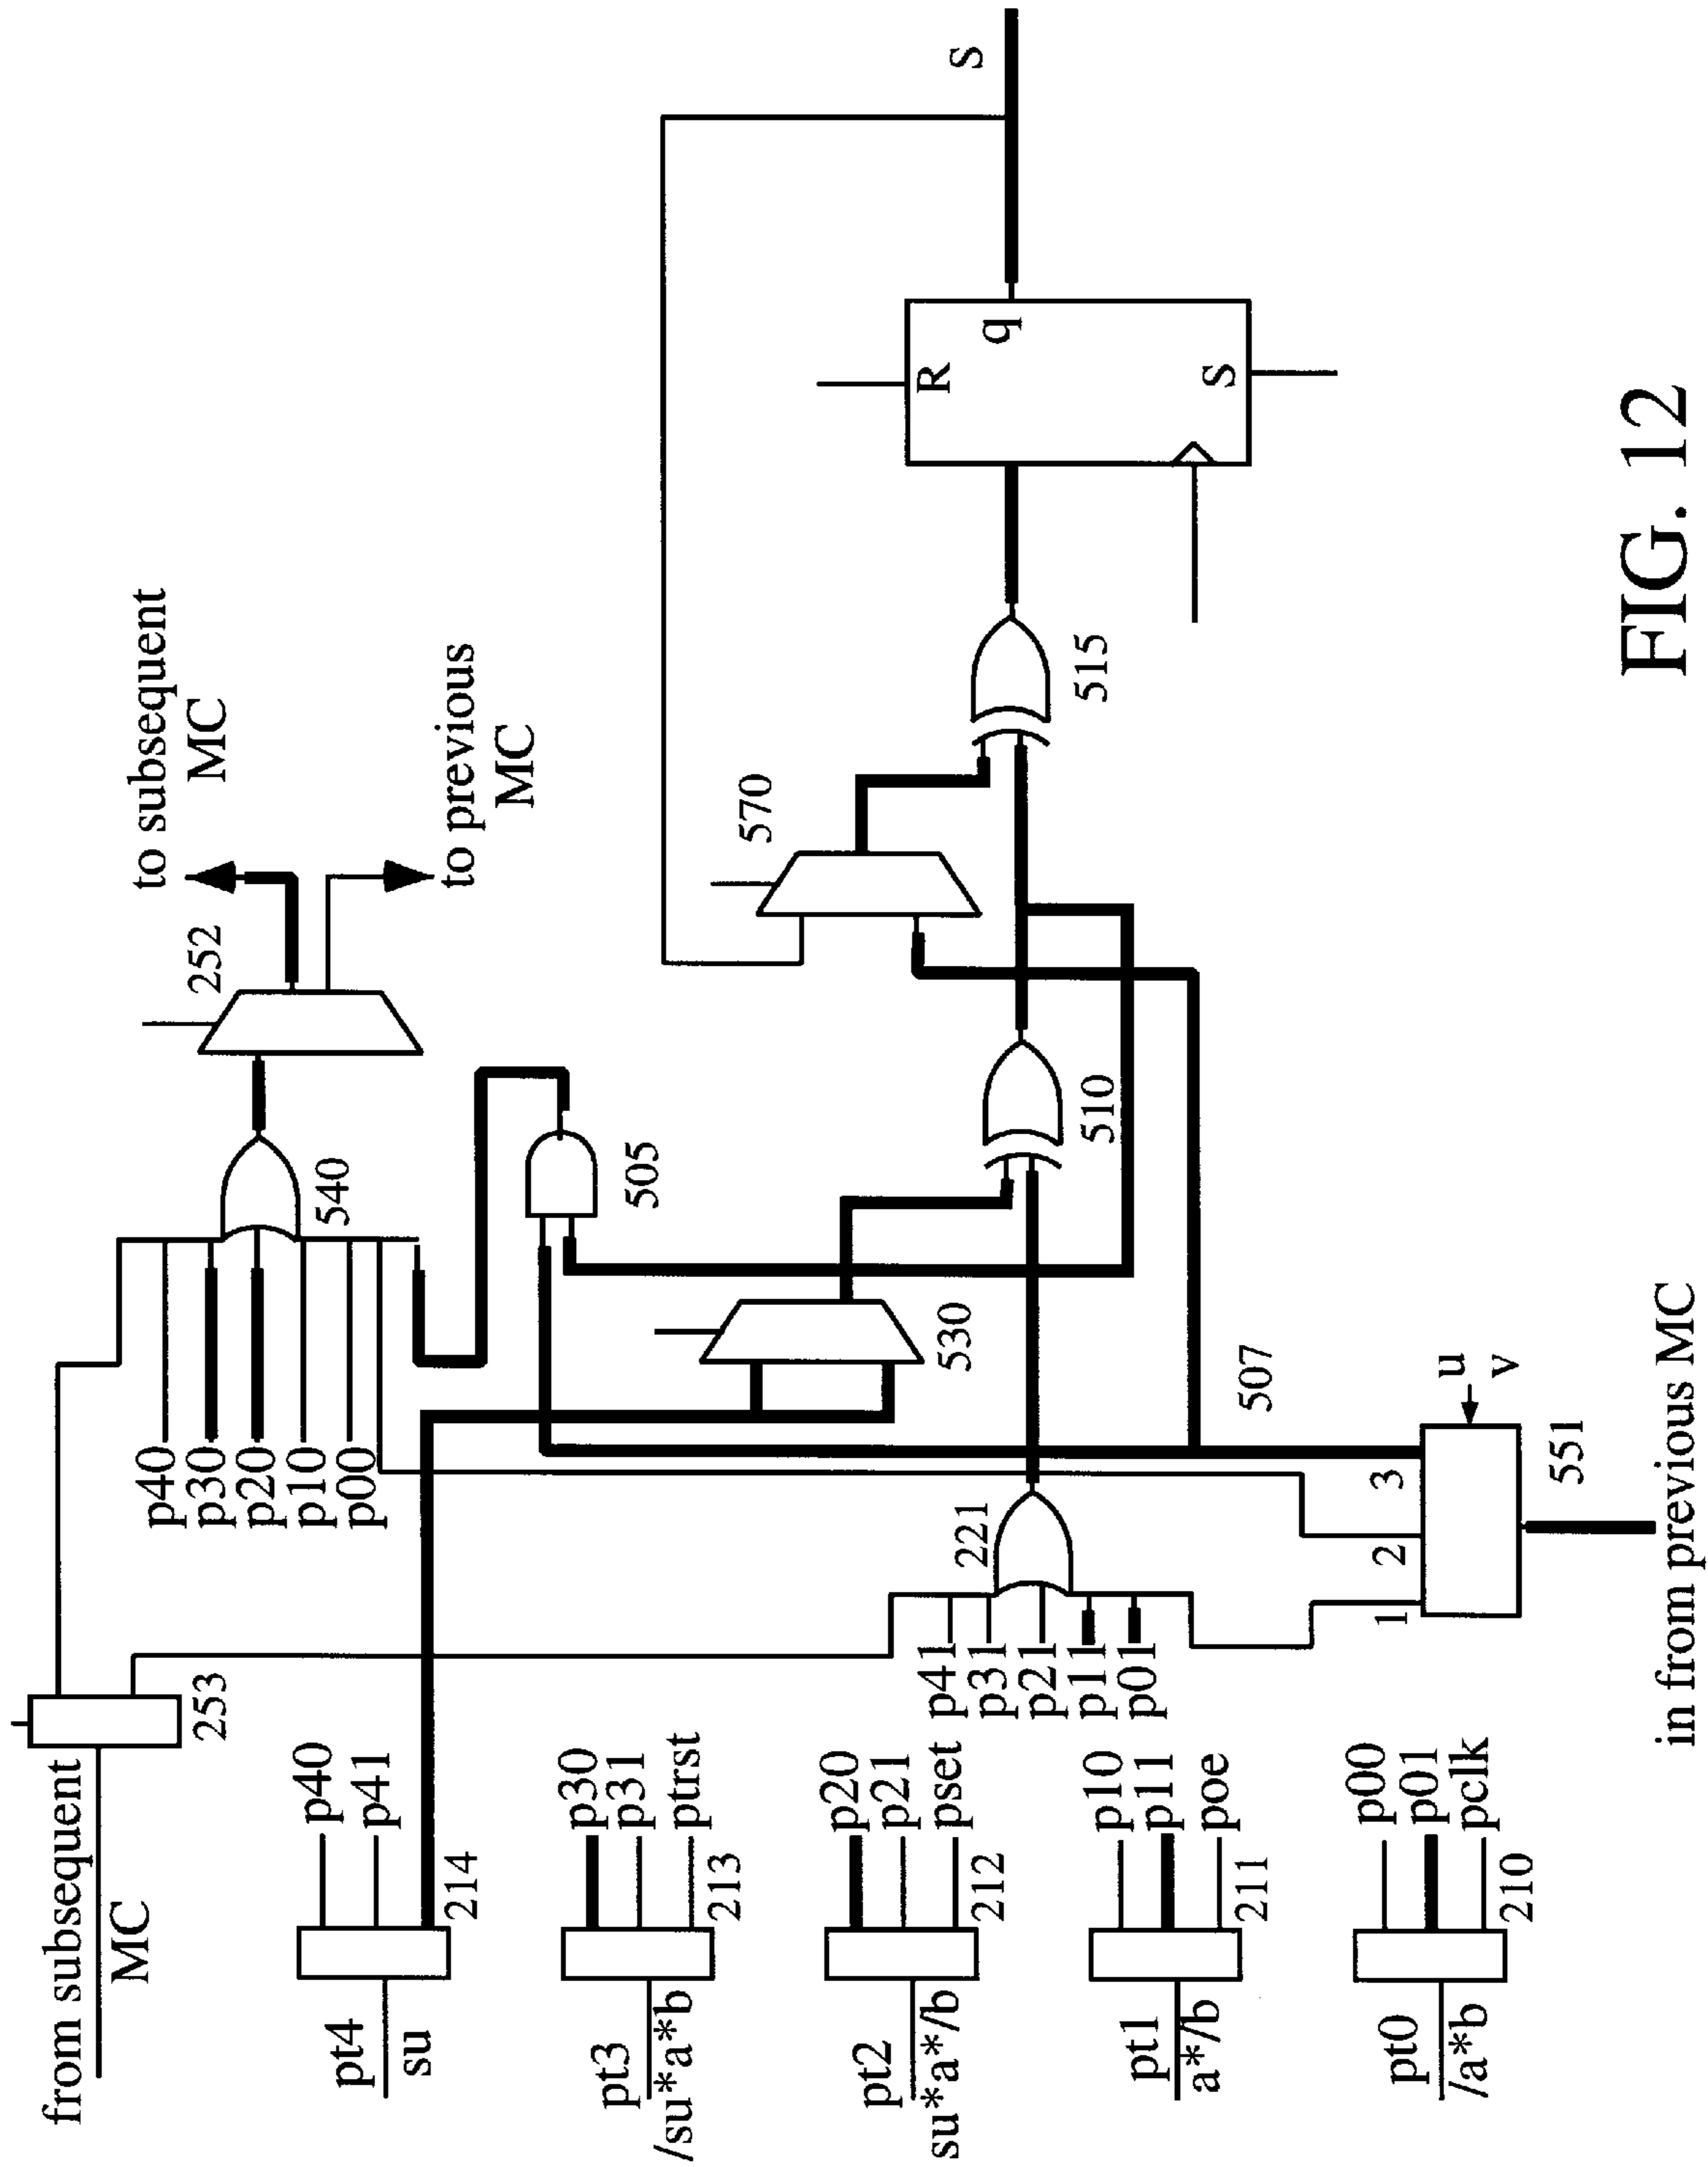 from subsequent
MC
253
to subsequent
MC
to previous
MC
252
p40
p30
p20
p10
p00
540
505
pt4
su
p40
p41
214
pt3
/su*a*b
p30
p31
ptrst
213
pt2
su*a*/b
p20
p21
pset
212
pt1
a*/b
p10
p11
poe
211
pt0
/a*b
p00
p01
pclk
210
p41
p31
p21
p11
p01
221
530
510
570
515
R
q
S
s
507
1
2
3
u
v
551
in from previous MC
FIG. 12